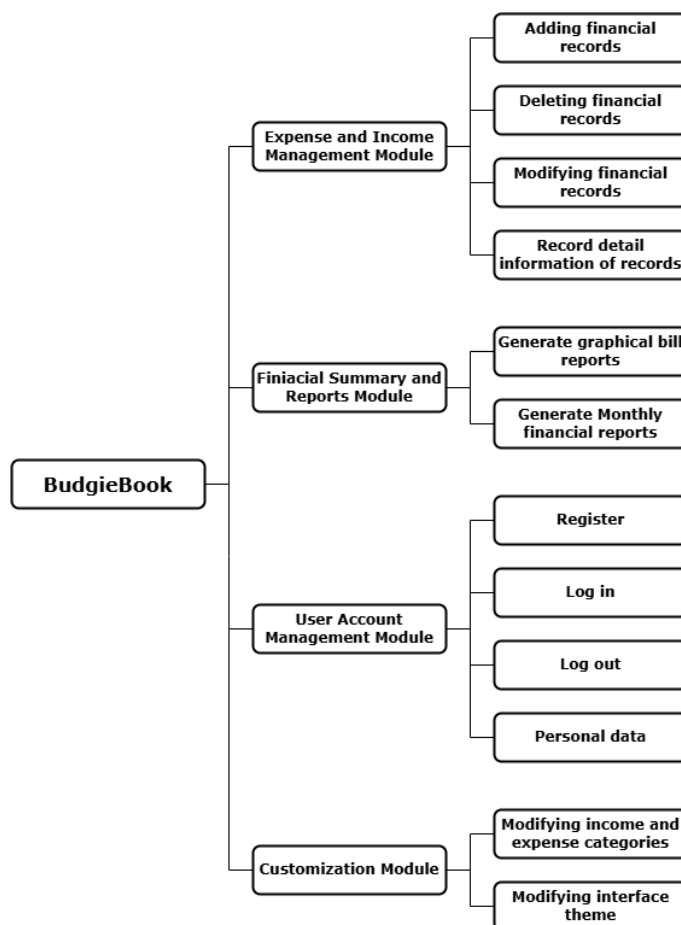 Adding financial
records
Deleting financial
records
Expense and Income
Management Module
Modifying financial
records
Record detail
information of records
Generate graphical bill
reports
Finiacial Summary and
Reports Module
Generate Monthly
financial reports
BudgieBook
Register
Log in
User Account
Management Module
Log out
Personal data
Modifying income and
expense categories
Customization Module
Modifying interface
theme